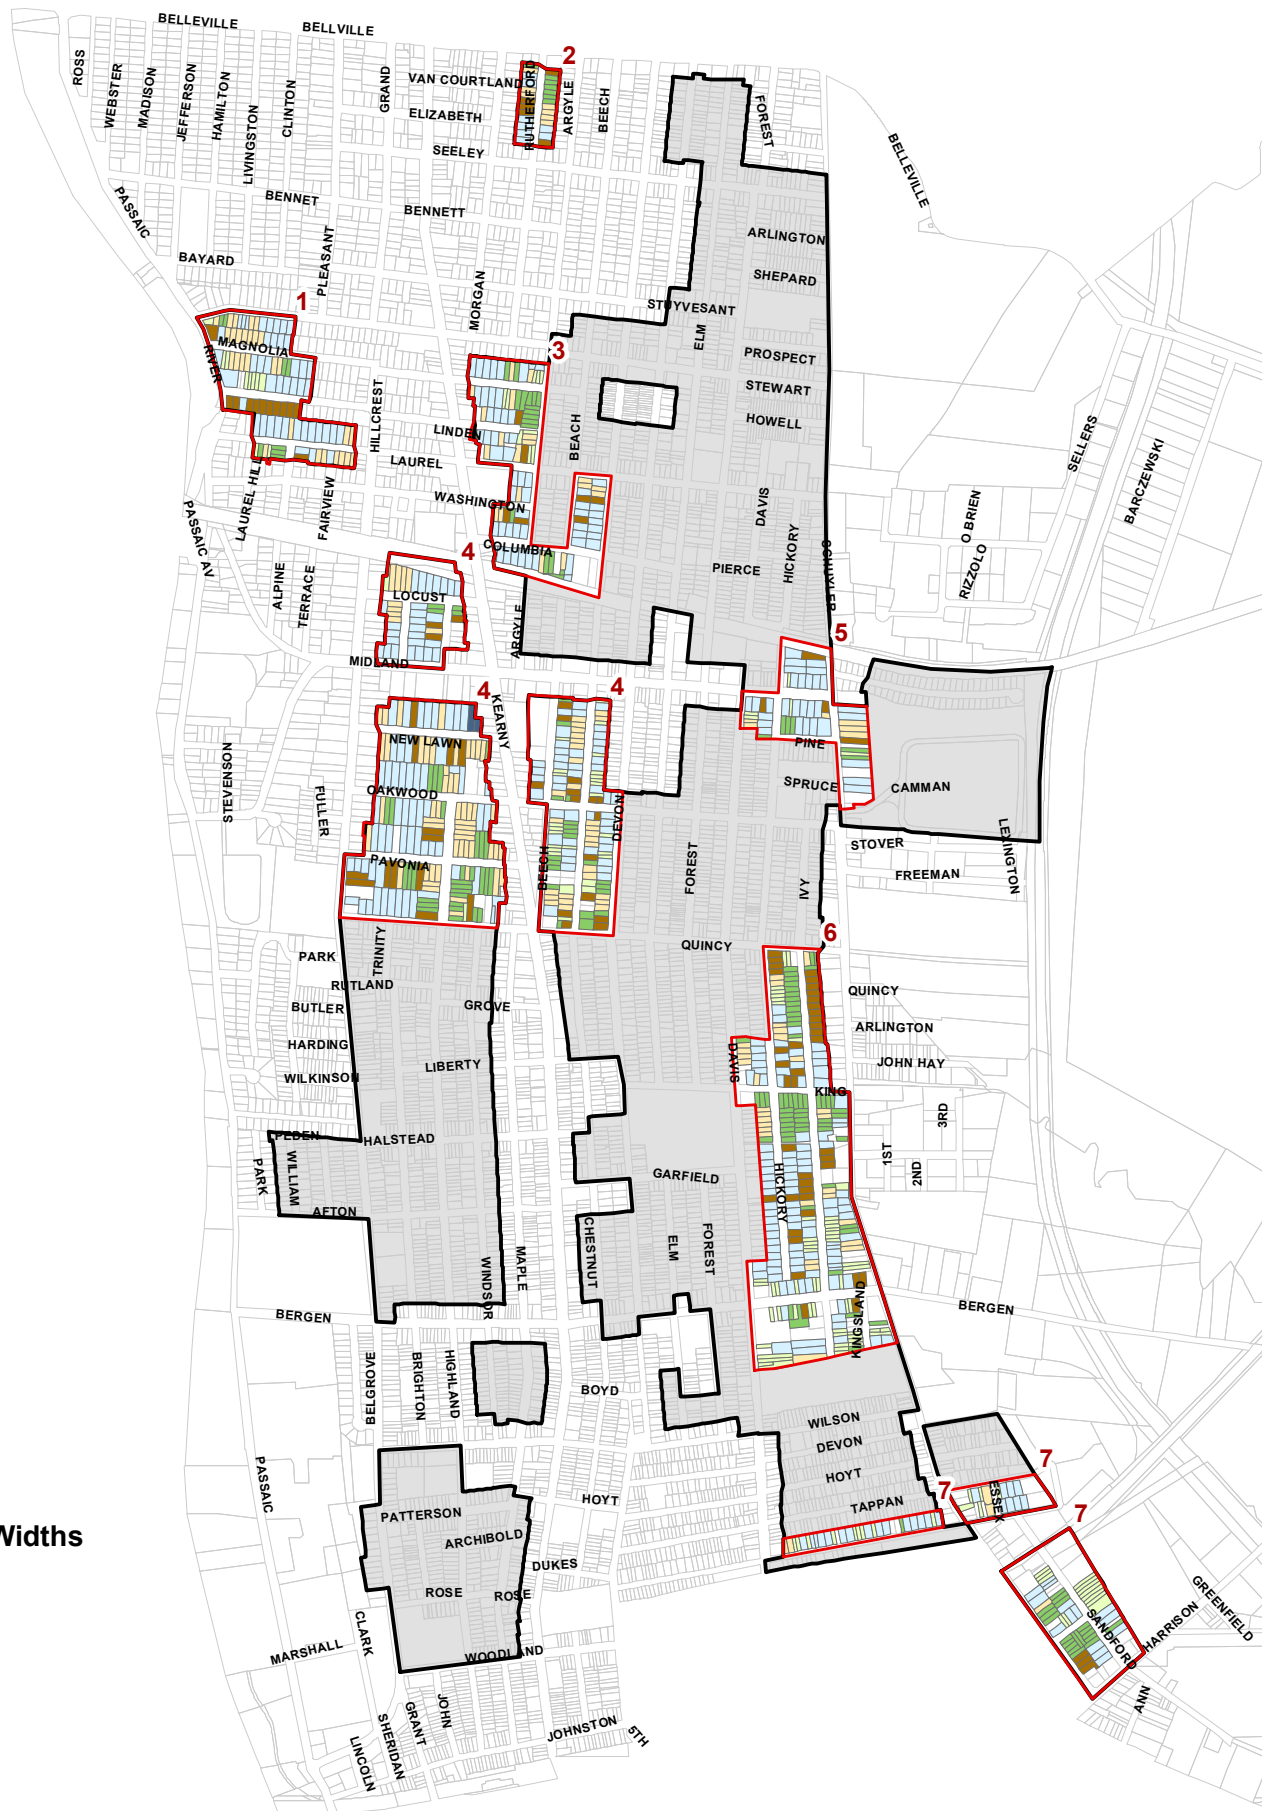 BELLEVILLE
BELLVILLE
ROSS
WEBSTER
MADISON
JEFFERSON
HAMILTON
LIVINGSTON
CLINTON
GRAND
VAN COURTLAND
ELIZABETH
SEELEY
RUTHERFORD
2
ARGYLE
BEECH
FOREST
BELLEVILLE
PASSAIC
BENNET
BENNETT
PLEASANT
BAYARD
MORGAN
ARLINGTON
SHEPARD
STUYVESANT
ELM
PROSPECT
STEWART
HOWELL
1
MAGNOLIA
RIVER
3
HILLCREST
LINDEN
LAUREL
BEACH
WASHINGTON
COLUMBIA
LAUREL HILL
FAIRVIEW
PASSAIC AV
ALPINE
TERRACE
DAVIS
HICKORY
PIERCE
SCHUYLER
SELLERS
BARCZEWSKI
O BRIEN
RIZZOLO
4
LOCUST
ARGYLE
MIDLAND
5
4
4
KEARNY
NEW LAWN
OAKWOOD
PAVONIA
STEVENSON
FULLER
BEECH
DEVON
PINE
SPRUCE
CAMMAN
LEXINGTON
STOVER
FREEMAN
FOREST
IVY
QUINCY
6
QUINCY
ARLINGTON
JOHN HAY
PARK
TRINITY
RUTLAND
BUTLER
HARDING
WILKINSON
GROVE
LIBERTY
DAVIS
KING
3RD
1ST
2ND
PEDEN
HALSTEAD
PARK
WILLIAM
AFTON
GARFIELD
HICKORY
CHESTNUT
ELM
FOREST
MAPLE
WINDSOR
BERGEN
BERGEN
KINGSLAND
BELGROVE
BRIGHTON
HIGHLAND
BOYD
WILSON
DEVON
HOYT
TAPPAN
7
7
ESSEX
7
PASSAIC
HOYT
PATTERSON
ARCHIBOLD
DUKES
ROSE
ROSE
Widths
CLARK
MARSHALL
WOODLAND
SANDFORD
HARRISON
GREENFIELD
ANN
JOHN
GRANT
SHERIDAN
LINCOLN
JOHNSTON
5TH